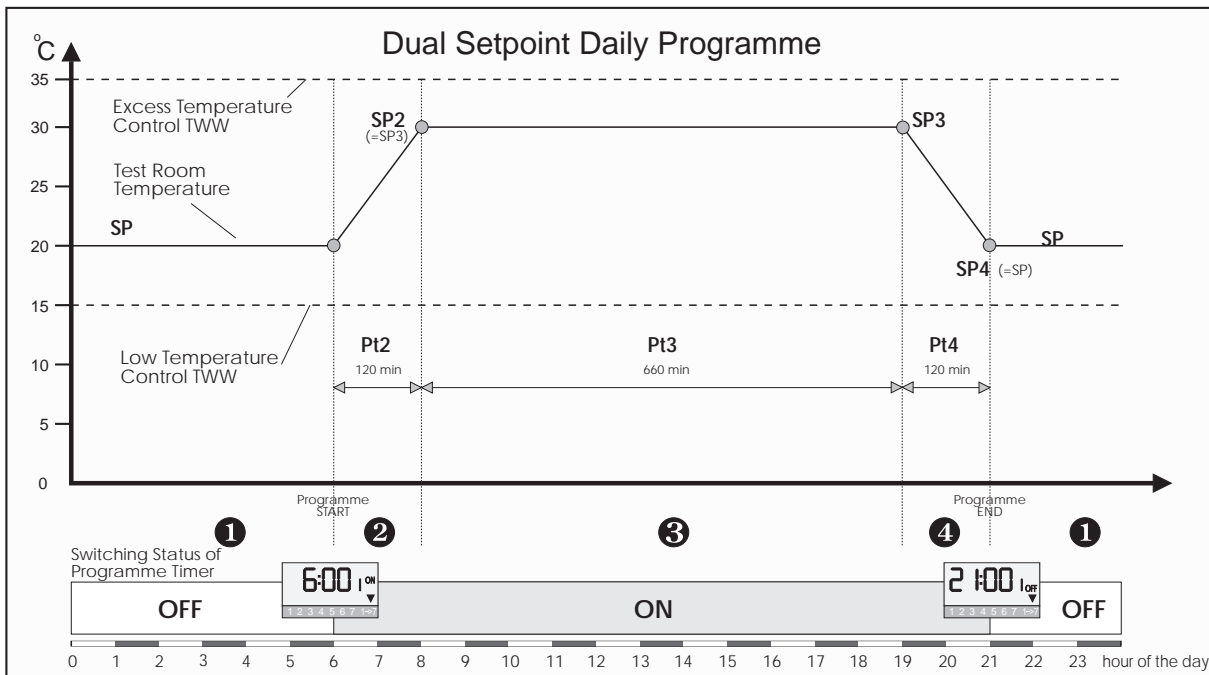 Dual Setpoint Daily Programme
°C
35
Excess Temperature
Control TWW
30
SP2
(=SP3)
SP3
Test Room
Temperature
25
SP
20
SP
SP4 (=SP)
15
Low Temperature
Control TWW
10
Pt2
120 min
Pt3
660 min
Pt4
120 min
5
0
Programme
START
Programme
END
1 2 3 4 1
Switching Status of
Programme Timer
6:00 1 ON
1 2 3 4 5 6 7 1->7
21:00 1 OFF
1 2 3 4 5 6 7 1->7
OFF ON OFF
0 1 2 3 4 5 6 7 8 9 10 11 12 13 14 15 16 17 18 19 20 21 22 23 hour of the day